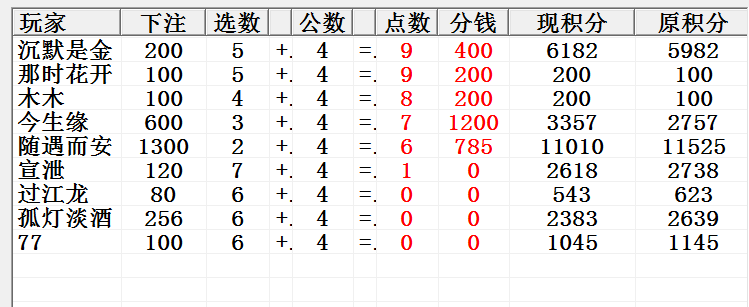 玩家 下注 选数 公数 点数 分钱 现积分 原积分
沉默是金 200 5 +. 4 =. 9 400 6182 5982
那时花开 100 5 +. 4 =. 9 200 200 100
木木 100 4 +. 4 =. 8 200 200 100
今生缘 600 3 +. 4 =. 7 1200 3357 2757
随遇而安 1300 2 +. 4 =. 6 785 11010 11525
宣泄 120 7 +. 4 =. 1 0 2618 2738
过江龙 80 6 +. 4 =. 0 0 543 623
孤灯淡酒 256 6 +. 4 =. 0 0 2383 2639
77 100 6 +. 4 =. 0 0 1045 1145